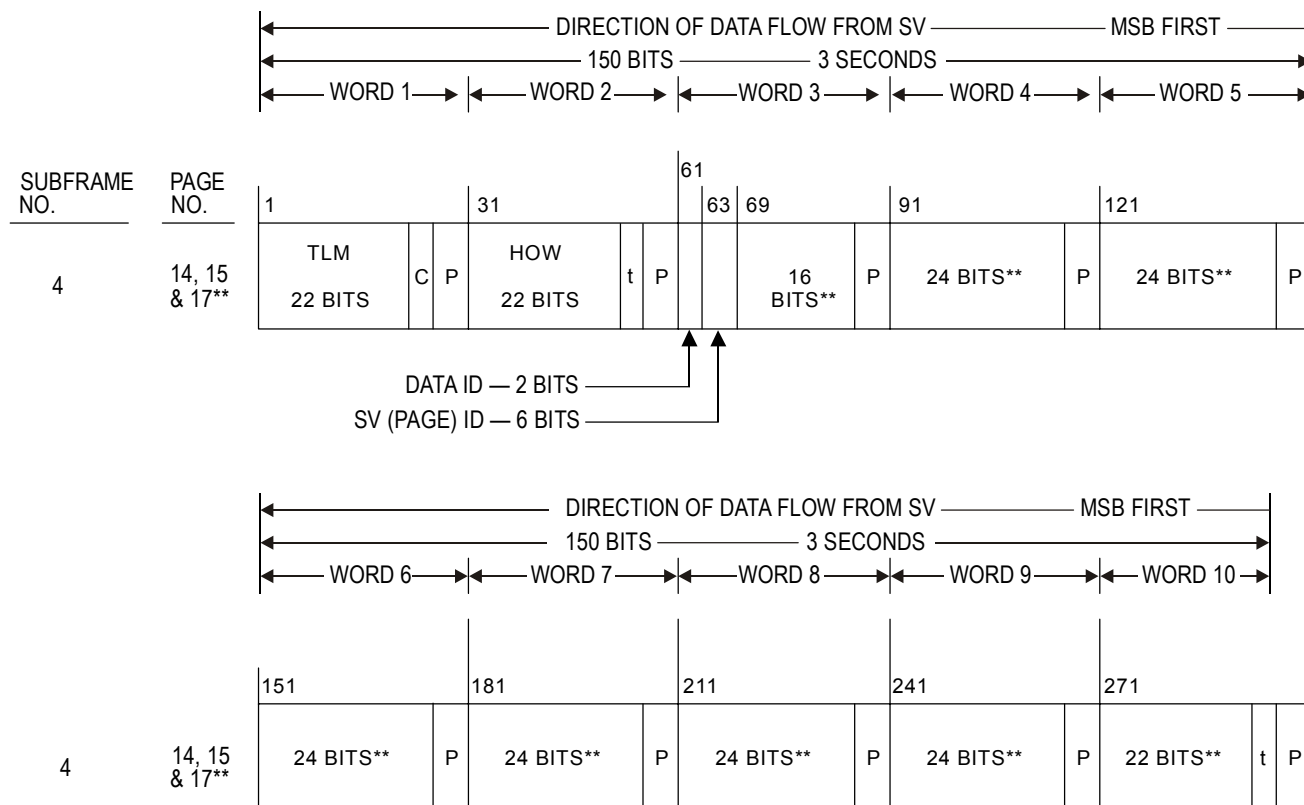 DIRECTION OF DATA FLOW FROM SV MSB FIRST
150 BITS 3 SECONDS
WORD 1 WORD 2 WORD 3 WORD 4 WORD 5
SUBFRAME NO. PAGE NO.
61
1 31 63 69 91 121
4 14, 15 & 17** TLM 22 BITS C P HOW 22 BITS t P 16 BITS** P 24 BITS** P 24 BITS** P
DATA ID — 2 BITS
SV (PAGE) ID — 6 BITS
DIRECTION OF DATA FLOW FROM SV MSB FIRST
150 BITS 3 SECONDS
WORD 6 WORD 7 WORD 8 WORD 9 WORD 10
151 181 211 241 271
4 14, 15 & 17** 24 BITS** P 24 BITS** P 24 BITS** P 24 BITS** P 22 BITS** t P